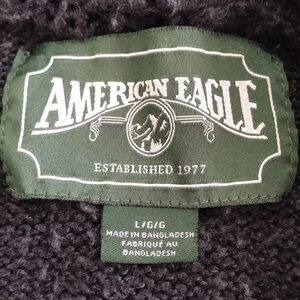 AMERICAN EAGLE
ESTABLISHED 1977
L/G/G
MADE IN BANGLADESH
FABRIQUÉ AU
BANGLADESH